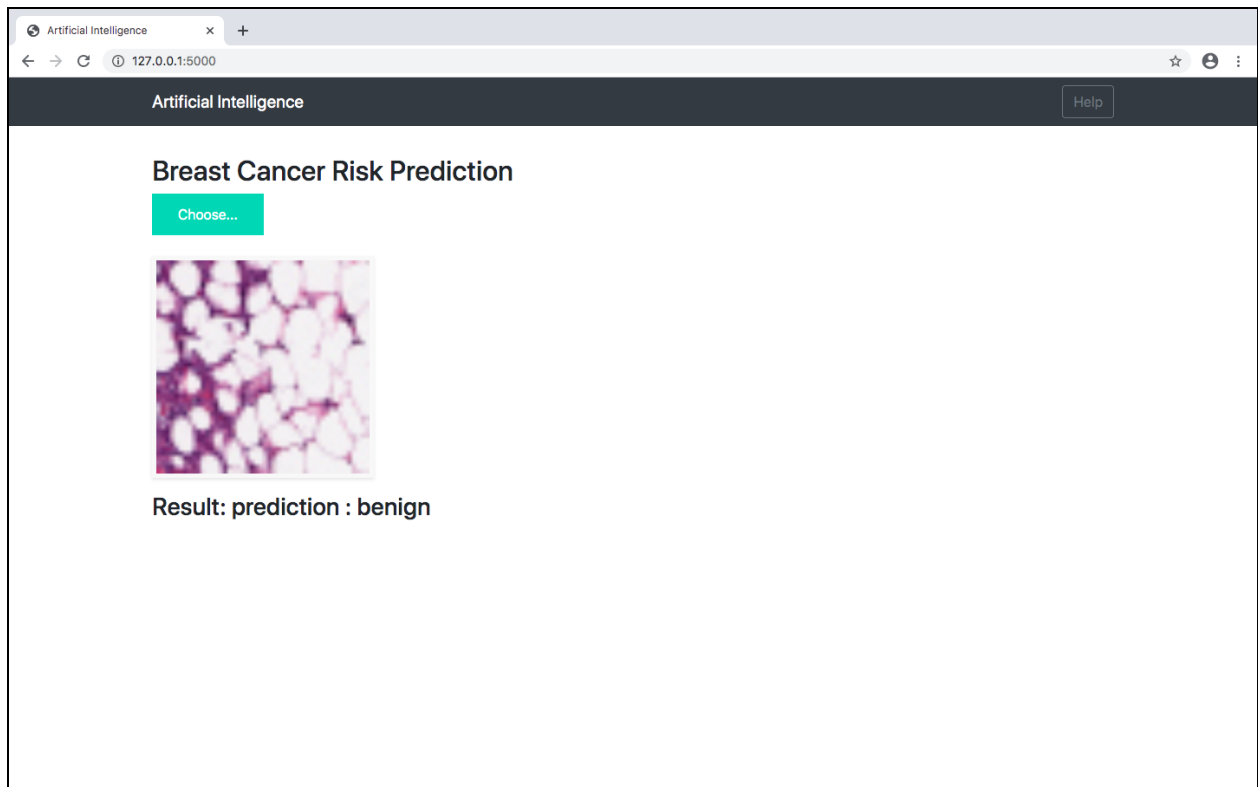 Artificial Intelligence
127.0.0.1:5000
Artificial Intelligence Help
Breast Cancer Risk Prediction
Choose...
Result: prediction : benign